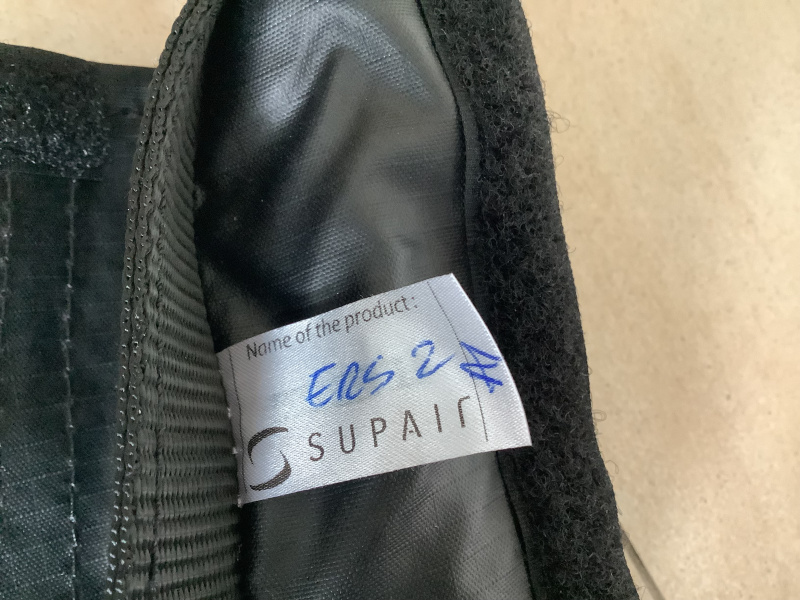 Name of the product:
ERS 2
SUPAIR